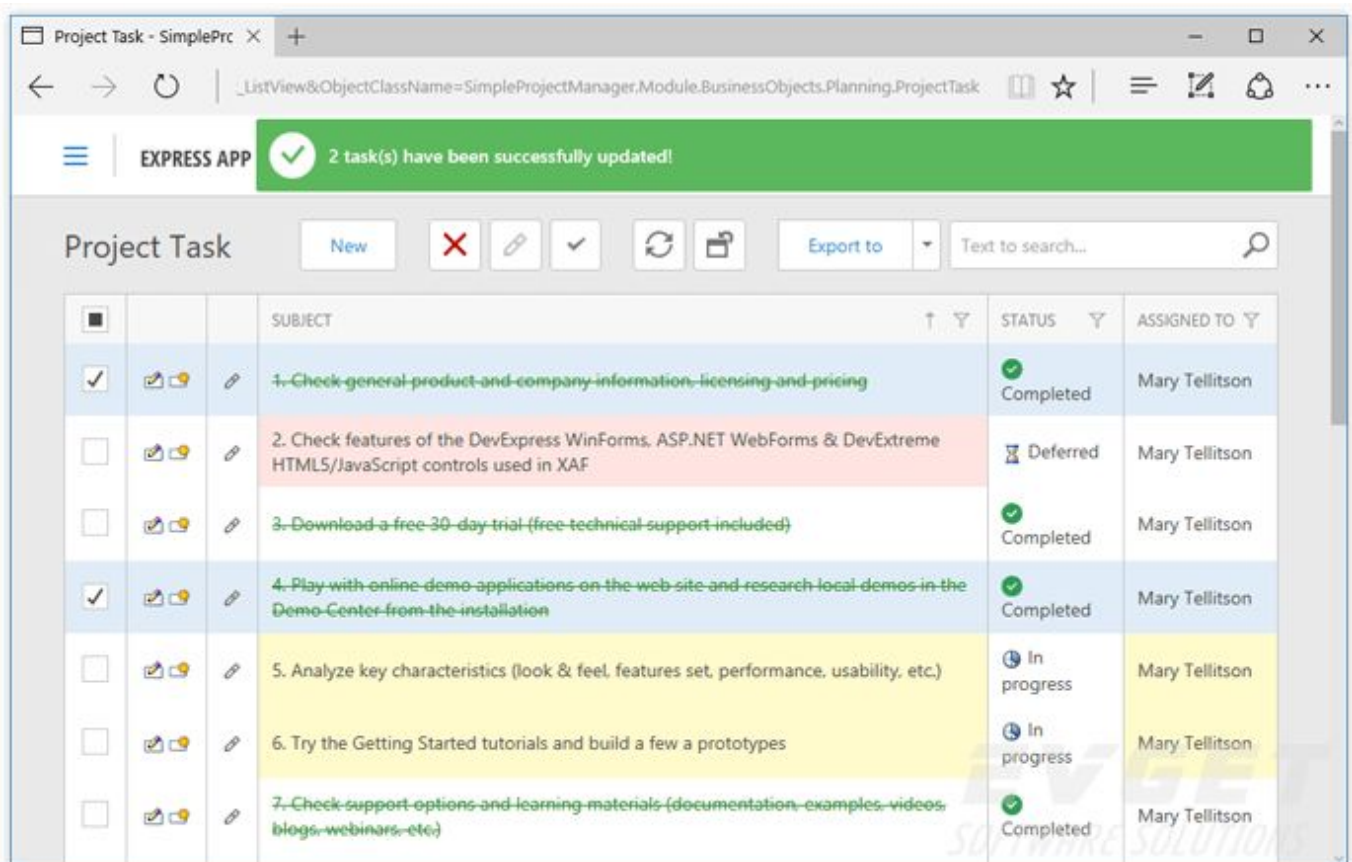 Project Task - SimplePrc
_ListView&ObjectClassName=SimpleProjectManager.Module.BusinessObjects.Planning.ProjectTask
EXPRESS APP
2 task(s) have been successfully updated!
Project Task
New
Export to
Text to search...
SUBJECT
STATUS
ASSIGNED TO
1. Check general product and company information, licensing and pricing
Completed
Mary Tellitson
2. Check features of the DevExpress WinForms, ASP.NET WebForms & DevExtreme
HTML5/JavaScript controls used in XAF
Deferred
Mary Tellitson
3. Download a free 30-day trial (free technical support included)
Completed
Mary Tellitson
4. Play with online demo applications on the web site and research local demos in the
Demo Center from the installation
Completed
Mary Tellitson
5. Analyze key characteristics (look & feel, features set, performance, usability, etc.)
In
progress
Mary Tellitson
6. Try the Getting Started tutorials and build a few a prototypes
In
progress
Mary Tellitson
7. Check support options and learning materials (documentation, examples, videos,
blogs, webinars, etc.)
Completed
Mary Tellitson
EVGET
SOFTWARE SOLUTIONS